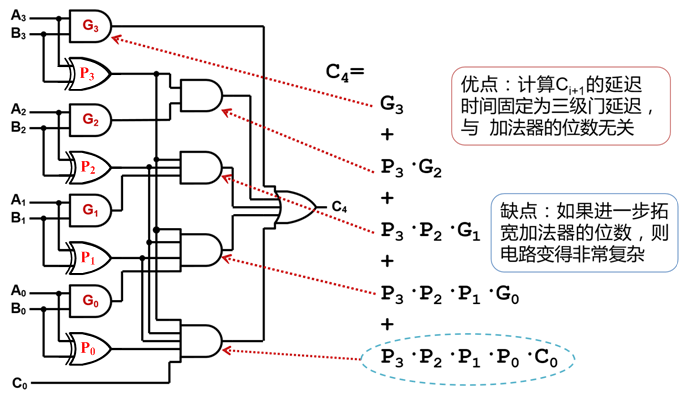 A3
B3
G3
P3
A2
B2
G2
P2
A1
B1
G1
P1
A0
B0
G0
P0
C0
C4
C4=
G3
+
P3·G2
+
P3·P2·G1
+
P3·P2·P1·G0
+
P3·P2·P1·P0·C0
优点：计算Ci+1的延迟
时间固定为三级门延迟，
与 加法器的位数无关
缺点：如果进一步拓
宽加法器的位数，则
电路变得非常复杂